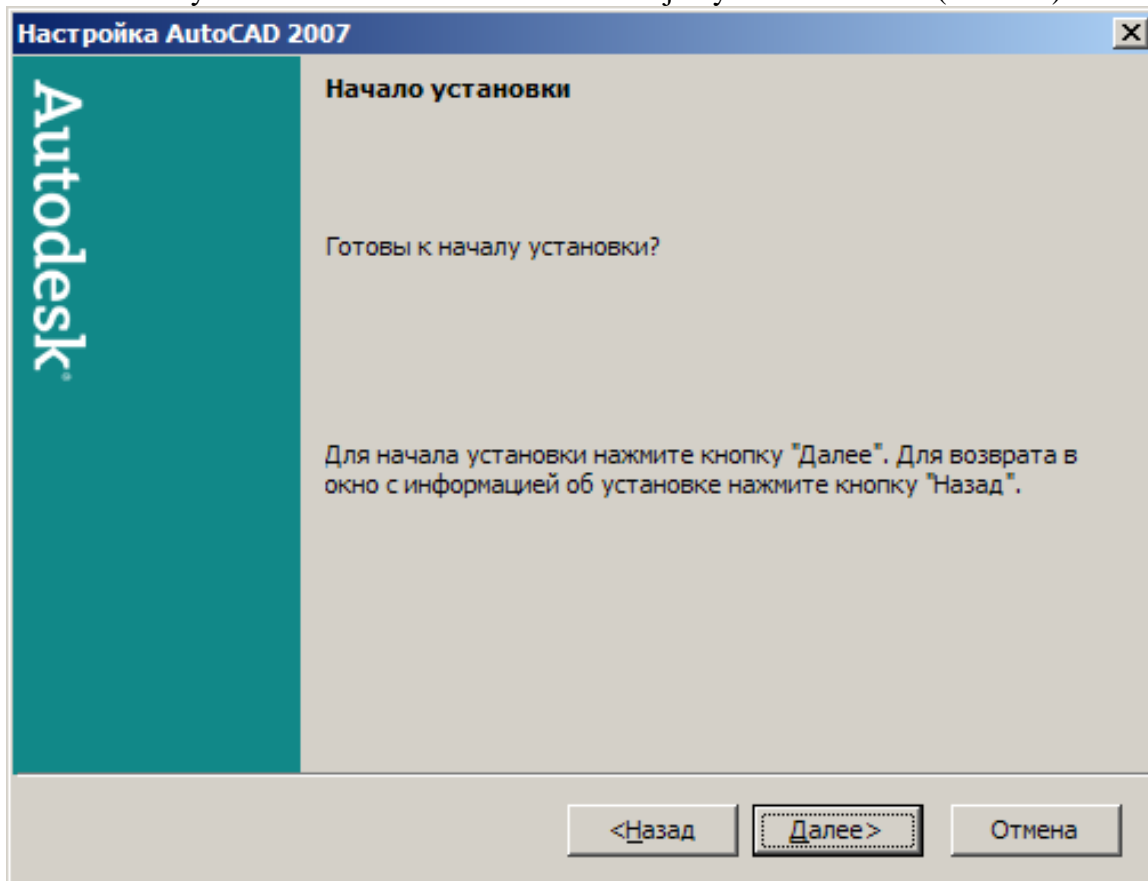 Настройка AutoCAD 2007
Autodesk
Начало установки
Готовы к началу установки?
Для начала установки нажмите кнопку "Далее". Для возврата в
окно с информацией об установке нажмите кнопку "Назад".
<Назад
Далее>
Отмена